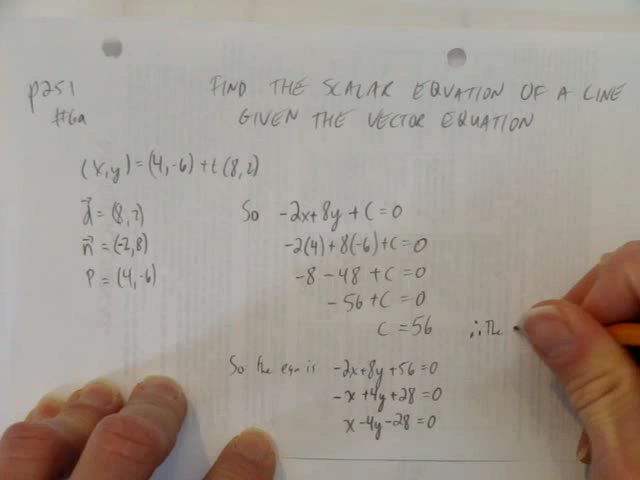 p251
#6a
FIND THE SCALAR EQUATION OF A LINE
GIVEN THE VECTOR EQUATION
(x,y) = (4,-6) + t(8,2)
d⃗ = (8,2)
n⃗ = (-2,8)
P = (4,-6)
So -2x+8y+C=0
-2(4)+8(-6)+C=0
-8-48+C=0
-56+C=0
C=56
∴ The
So the eqn is -2x+8y+56=0
-x+4y+28=0
x-4y-28=0